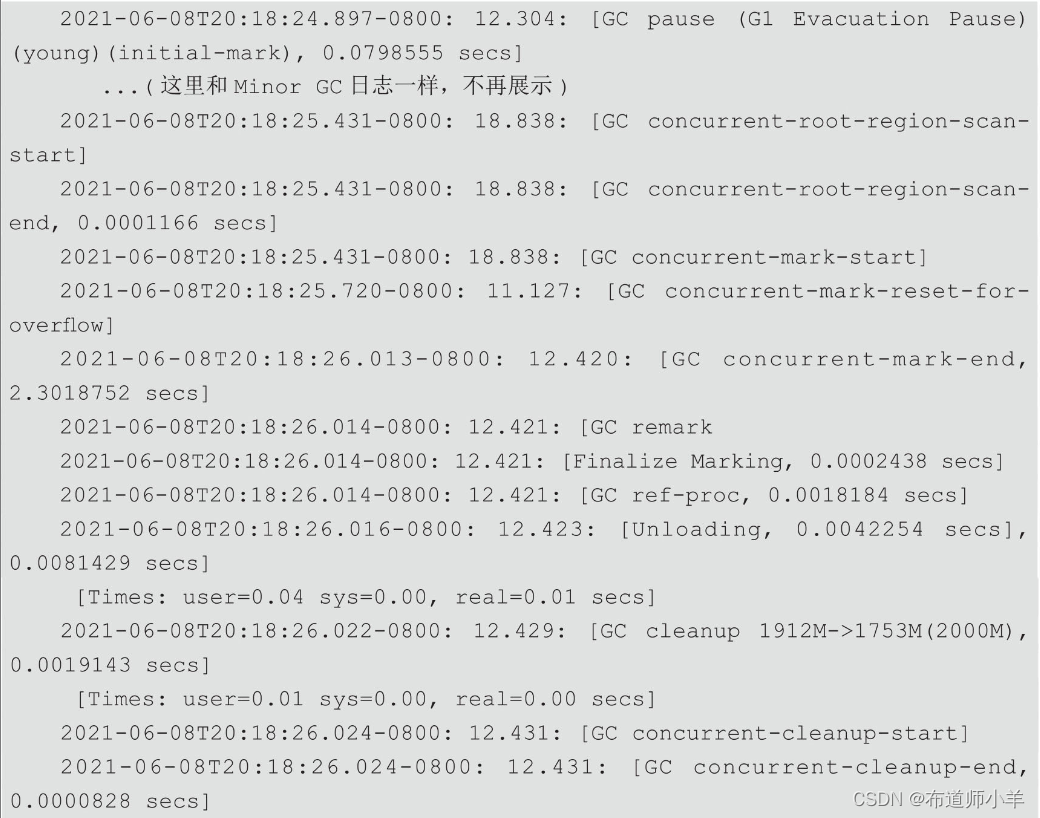 2021-06-08T20:18:24.897-0800: 12.304: [GC pause (G1 Evacuation Pause)
(young)(initial-mark), 0.0798555 secs]
...(这里和Minor GC日志一样，不再展示)
2021-06-08T20:18:25.431-0800: 18.838: [GC concurrent-root-region-scan-
start]
2021-06-08T20:18:25.431-0800: 18.838: [GC concurrent-root-region-scan-
end, 0.0001166 secs]
2021-06-08T20:18:25.431-0800: 18.838: [GC concurrent-mark-start]
2021-06-08T20:18:25.720-0800: 11.127: [GC concurrent-mark-reset-for-
overflow]
2021-06-08T20:18:26.013-0800: 12.420: [GC concurrent-mark-end,
2.3018752 secs]
2021-06-08T20:18:26.014-0800: 12.421: [GC remark
2021-06-08T20:18:26.014-0800: 12.421: [Finalize Marking, 0.0002438 secs]
2021-06-08T20:18:26.014-0800: 12.421: [GC ref-proc, 0.0018184 secs]
2021-06-08T20:18:26.016-0800: 12.423: [Unloading, 0.0042254 secs],
0.0081429 secs]
[Times: user=0.04 sys=0.00, real=0.01 secs]
2021-06-08T20:18:26.022-0800: 12.429: [GC cleanup 1912M->1753M(2000M),
0.0019143 secs]
[Times: user=0.01 sys=0.00, real=0.00 secs]
2021-06-08T20:18:26.024-0800: 12.431: [GC concurrent-cleanup-start]
2021-06-08T20:18:26.024-0800: 12.431: [GC concurrent-cleanup-end,
0.0000828 secs]
CSDN @布道师小羊